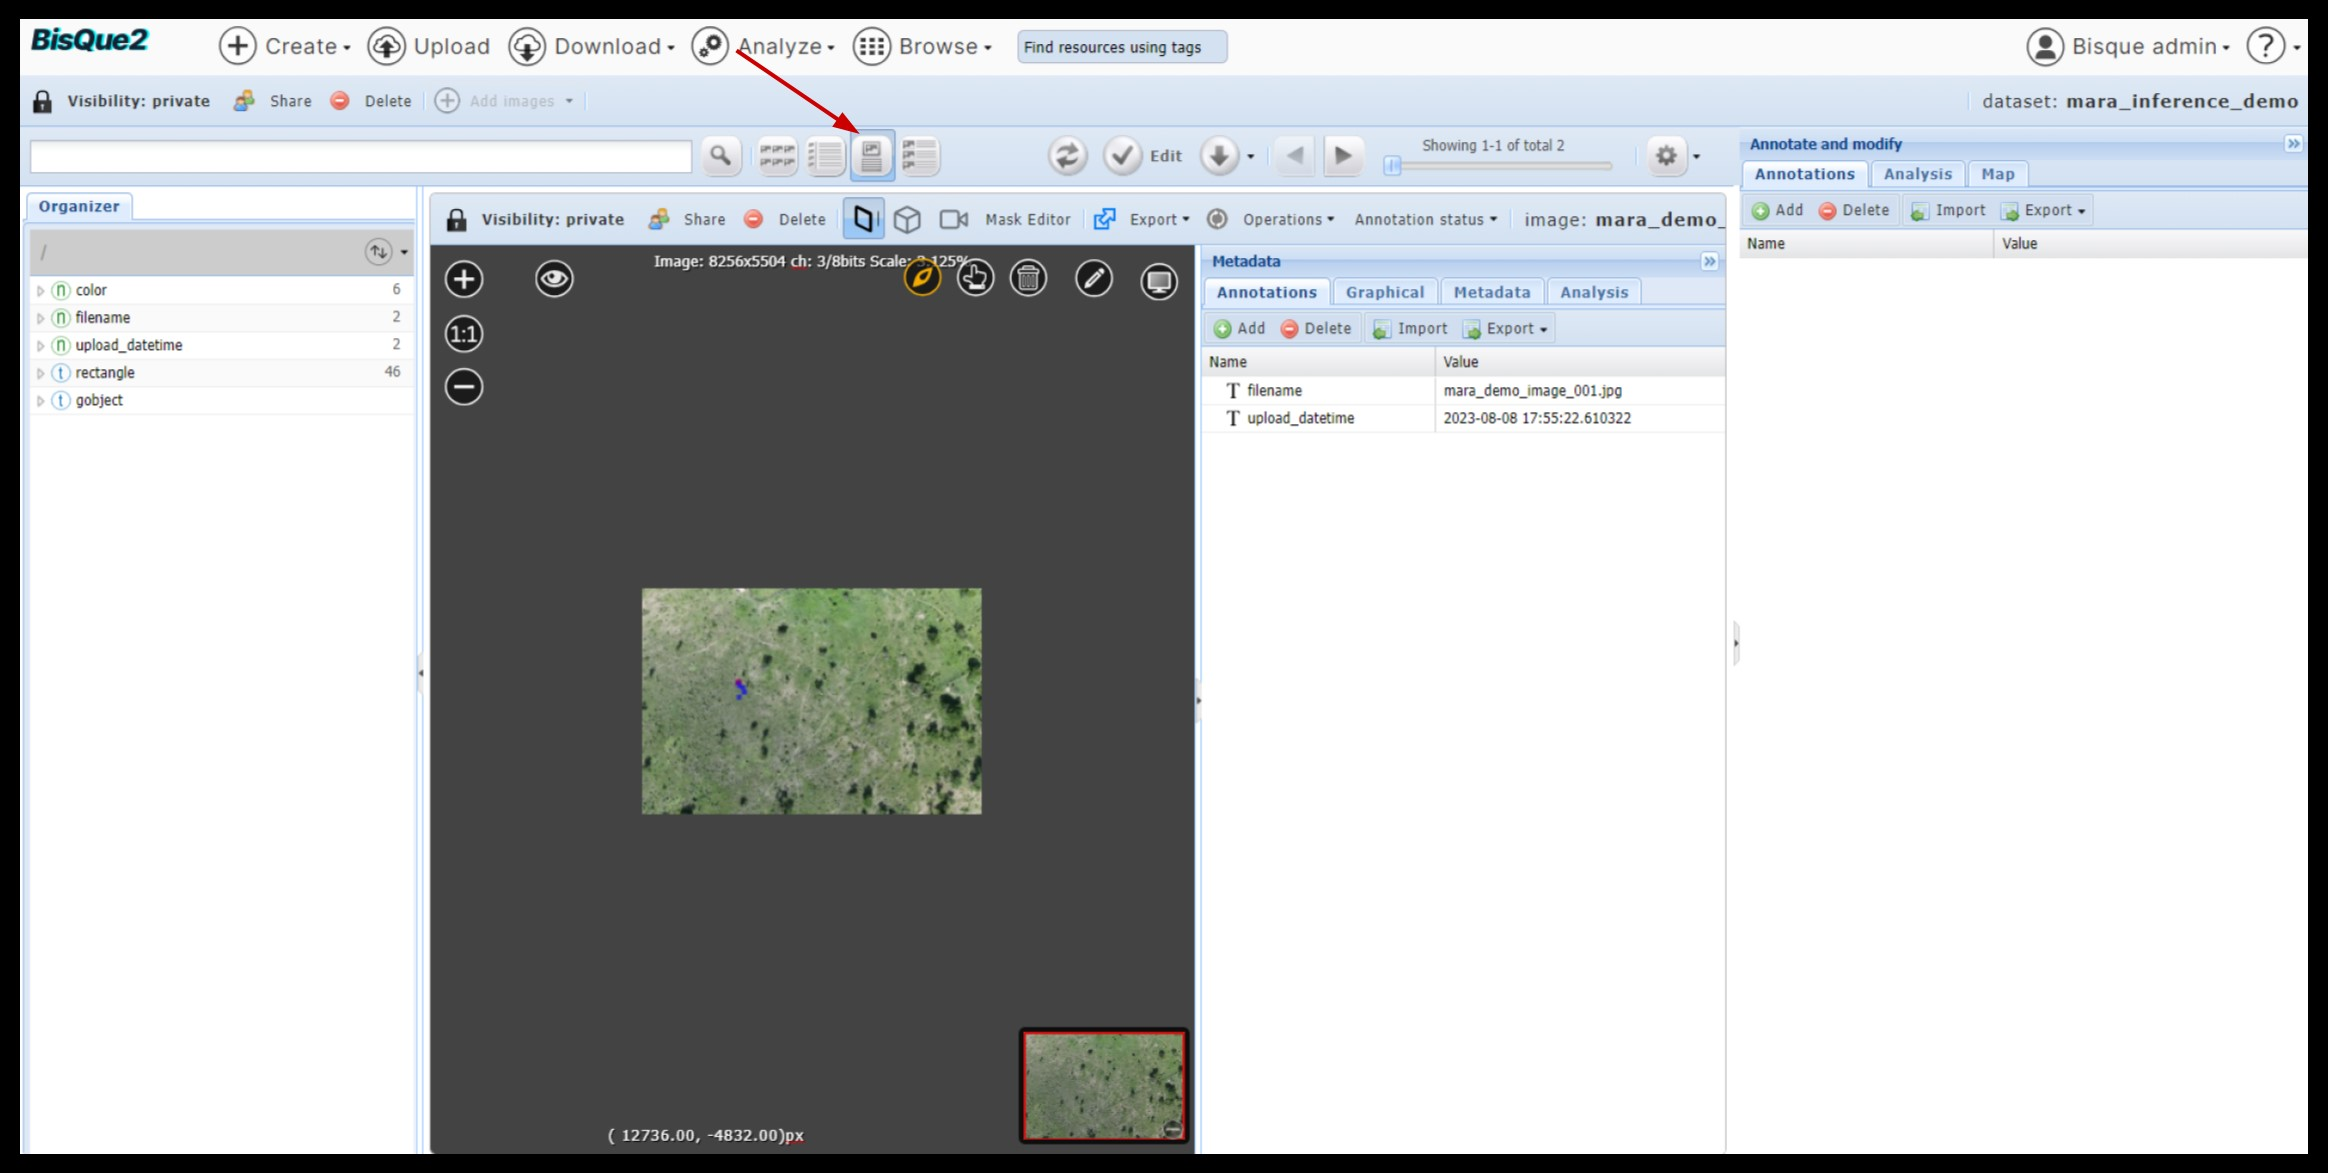 BisQue2 Create Upload Download Analyze Browse Find resources using tags Bisque admin ?
Visibility: private Share Delete Add images dataset: mara_inference_demo
Edit Showing 1-1 of total 2
Organizer
/
color 6
filename 2
upload_datetime 2
rectangle 46
gobject
Visibility: private Share Delete Mask Editor Export Operations Annotation status image: mara_demo_
Image: 8256x5504 ch: 3/8bits Scale: 3.125%
1:1
( 12736.00, -4832.00)px
Metadata
Annotations Graphical Metadata Analysis
Add Delete Import Export
Name Value
filename mara_demo_image_001.jpg
upload_datetime 2023-08-08 17:55:22.610322
Annotate and modify
Annotations Analysis Map
Add Delete Import Export
Name Value